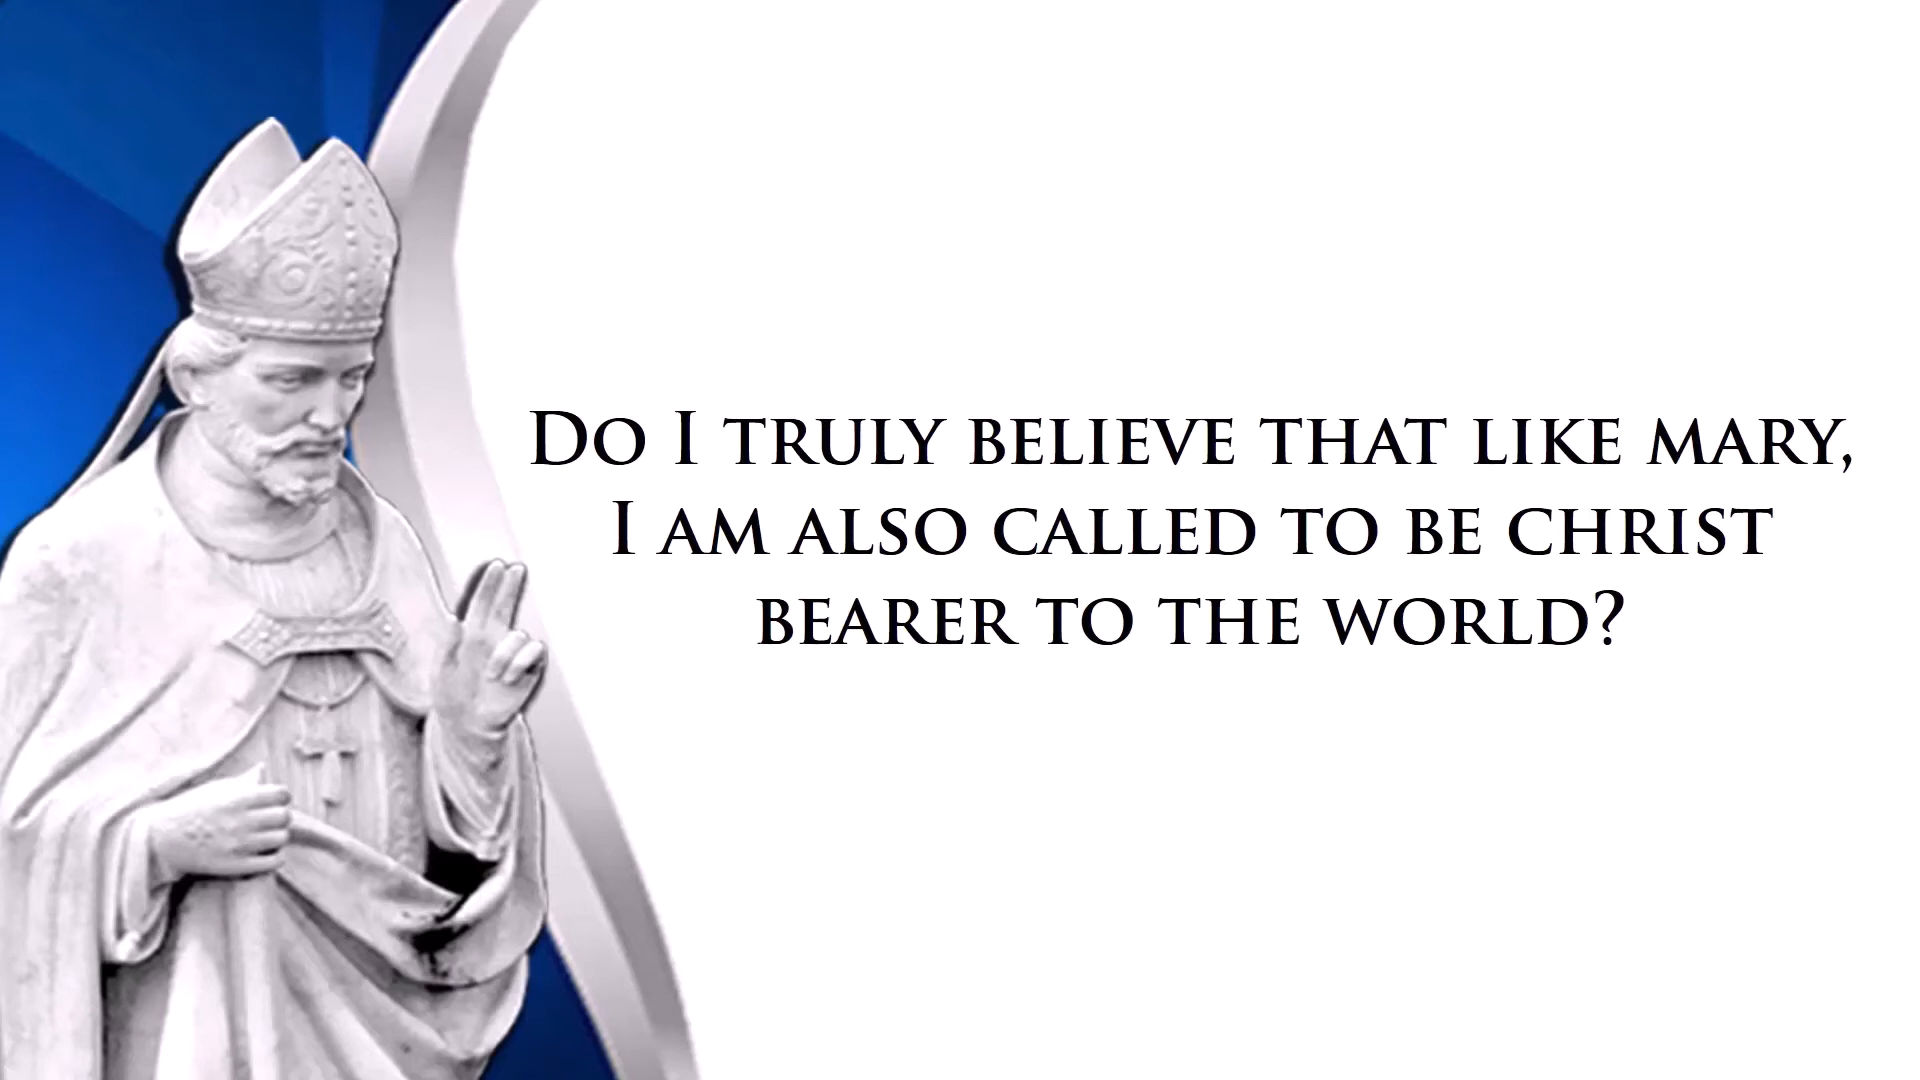 Do I truly believe that like mary,
I am also called to be christ
bearer to the world?